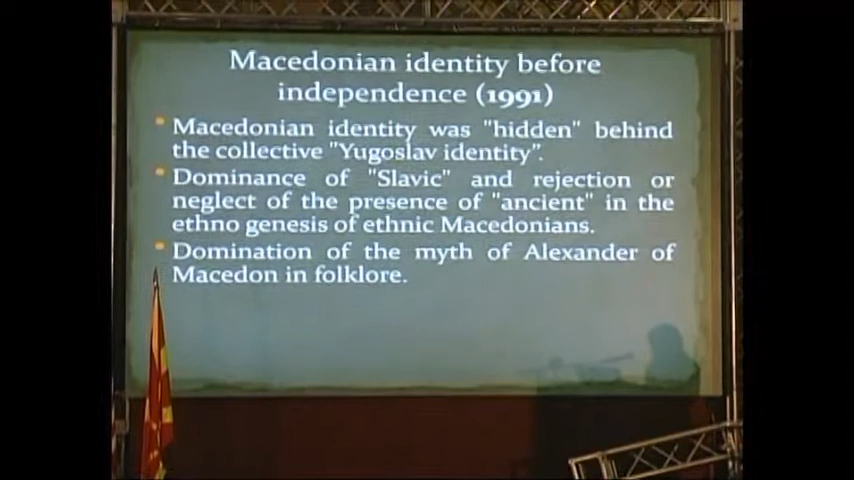 Macedonian identity before
independence (1991)
Macedonian identity was "hidden" behind
the collective "Yugoslav identity”.
Dominance of "Slavic" and rejection or
neglect of the presence of "ancient" in the
ethno genesis of ethnic Macedonians.
Domination of the myth of Alexander of
Macedon in folklore.